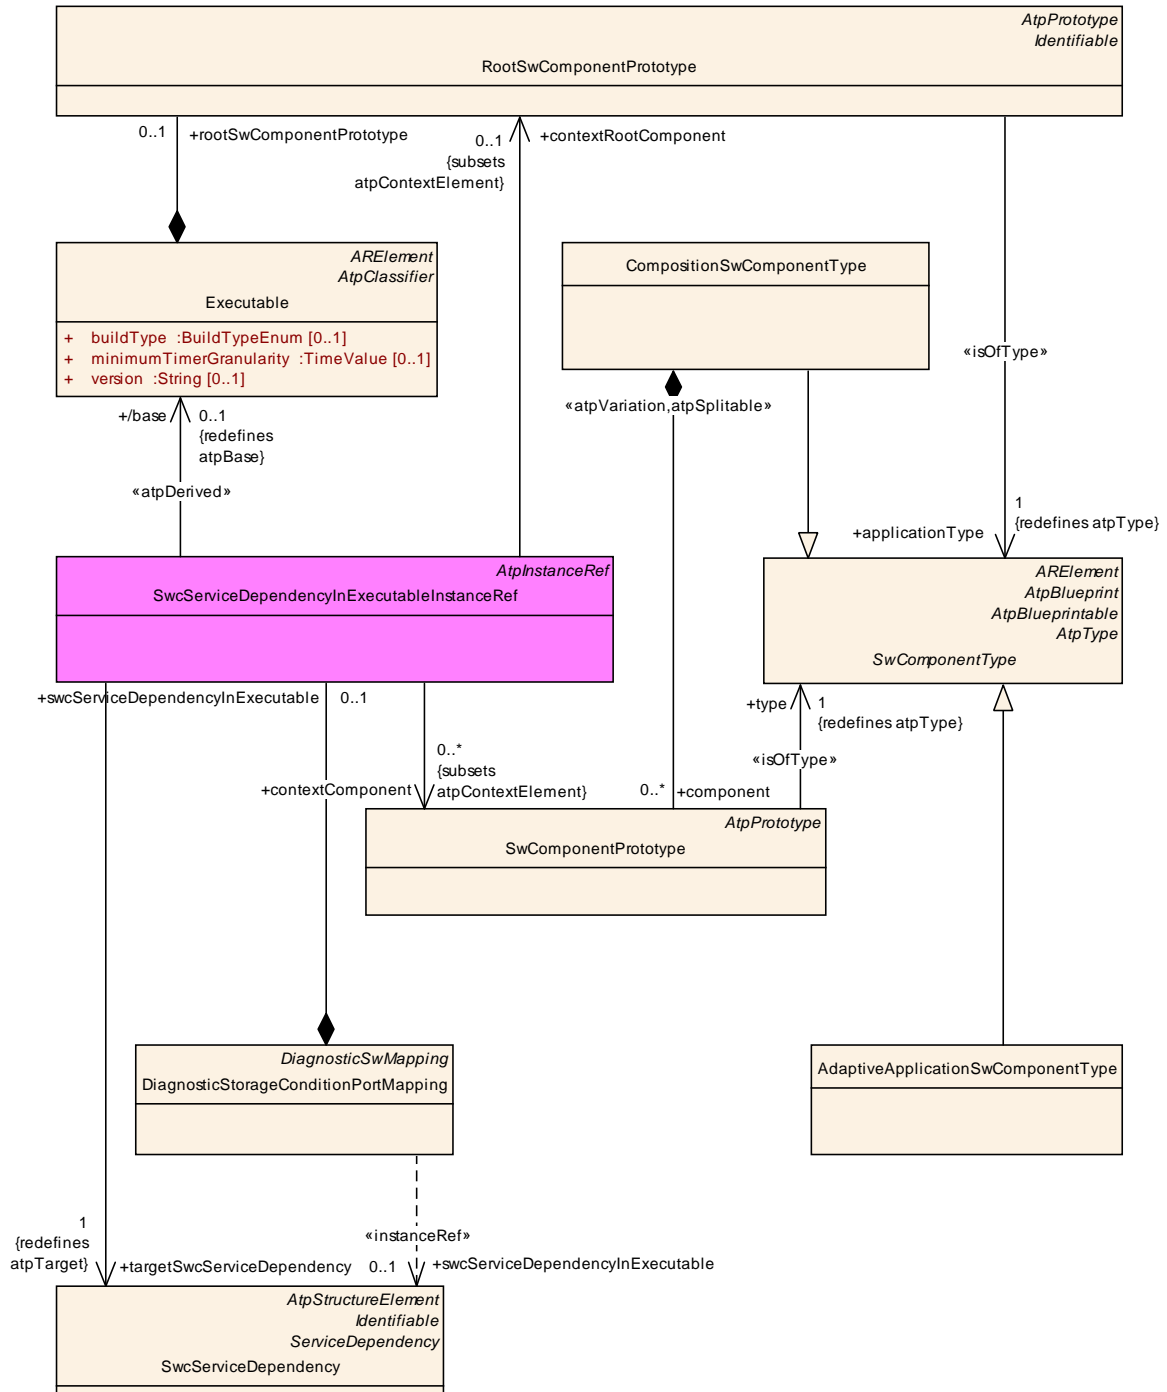 AtpPrototype
Identifiable
RootSwComponentPrototype
0..1
+rootSwComponentPrototype
0..1
{subsets
atpContextElement}
+contextRootComponent
ARElement
AtpClassifier
Executable
+ buildType :BuildTypeEnum [0..1]
+ minimumTimerGranularity :TimeValue [0..1]
+ version :String [0..1]
CompositionSwComponentType
«isOfType»
«atpVariation,atpSplitable»
+/base
0..1
{redefines
atpBase}
«atpDerived»
+applicationType
1
{redefines atpType}
AtpInstanceRef
SwcServiceDependencyInExecutableInstanceRef
ARElement
AtpBlueprint
AtpBlueprintable
AtpType
SwComponentType
+swcServiceDependencyInExecutable
0..1
+type
1
{redefines atpType}
«isOfType»
0..*
{subsets
atpContextElement}
+contextComponent
0..*
+component
AtpPrototype
SwComponentPrototype
DiagnosticSwMapping
DiagnosticStorageConditionPortMapping
AdaptiveApplicationSwComponentType
1
{redefines
atpTarget}
+targetSwcServiceDependency
«instanceRef»
0..1
+swcServiceDependencyInExecutable
AtpStructureElement
Identifiable
ServiceDependency
SwcServiceDependency